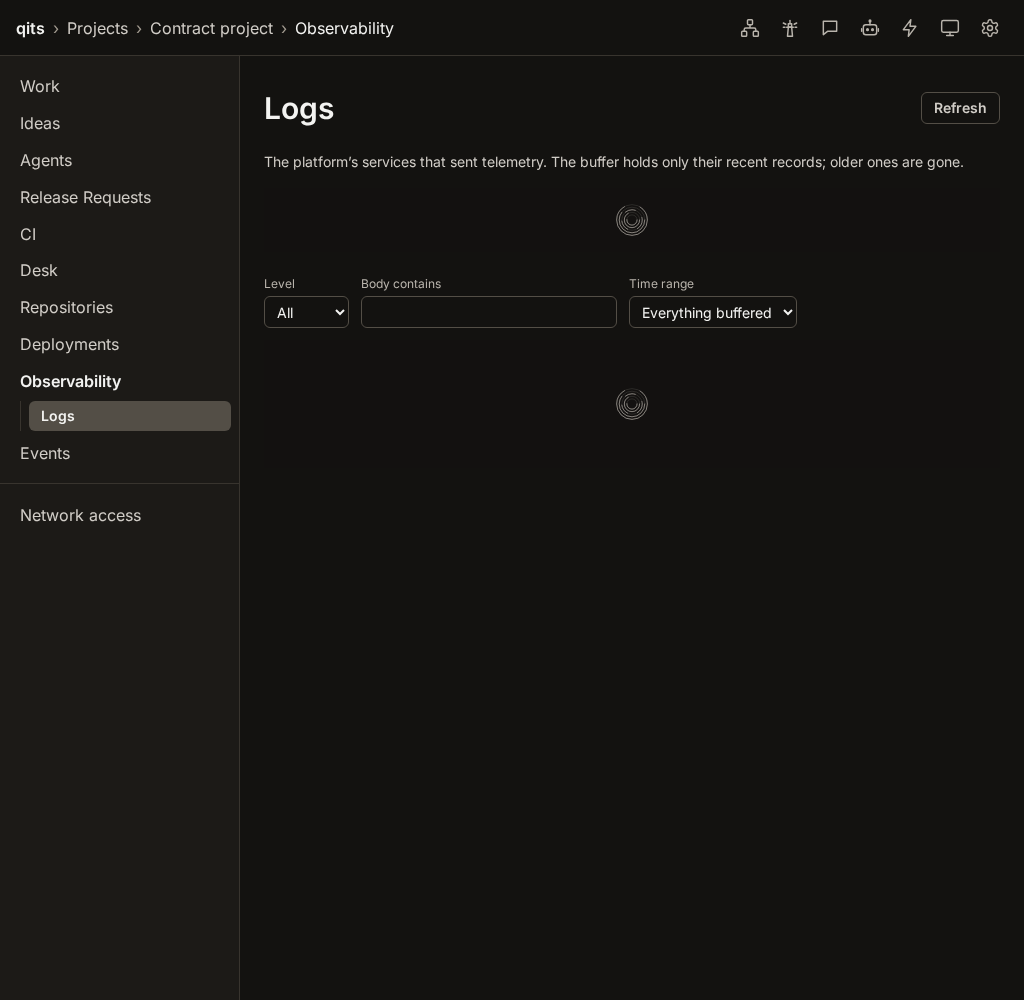 qits › Projects › Contract project › Observability
Work
Ideas
Agents
Release Requests
CI
Desk
Repositories
Deployments
Observability
Logs
Events
Network access
Logs
Refresh
The platform’s services that sent telemetry. The buffer holds only their recent records; older ones are gone.
Level Body contains Time range
All Everything buffered